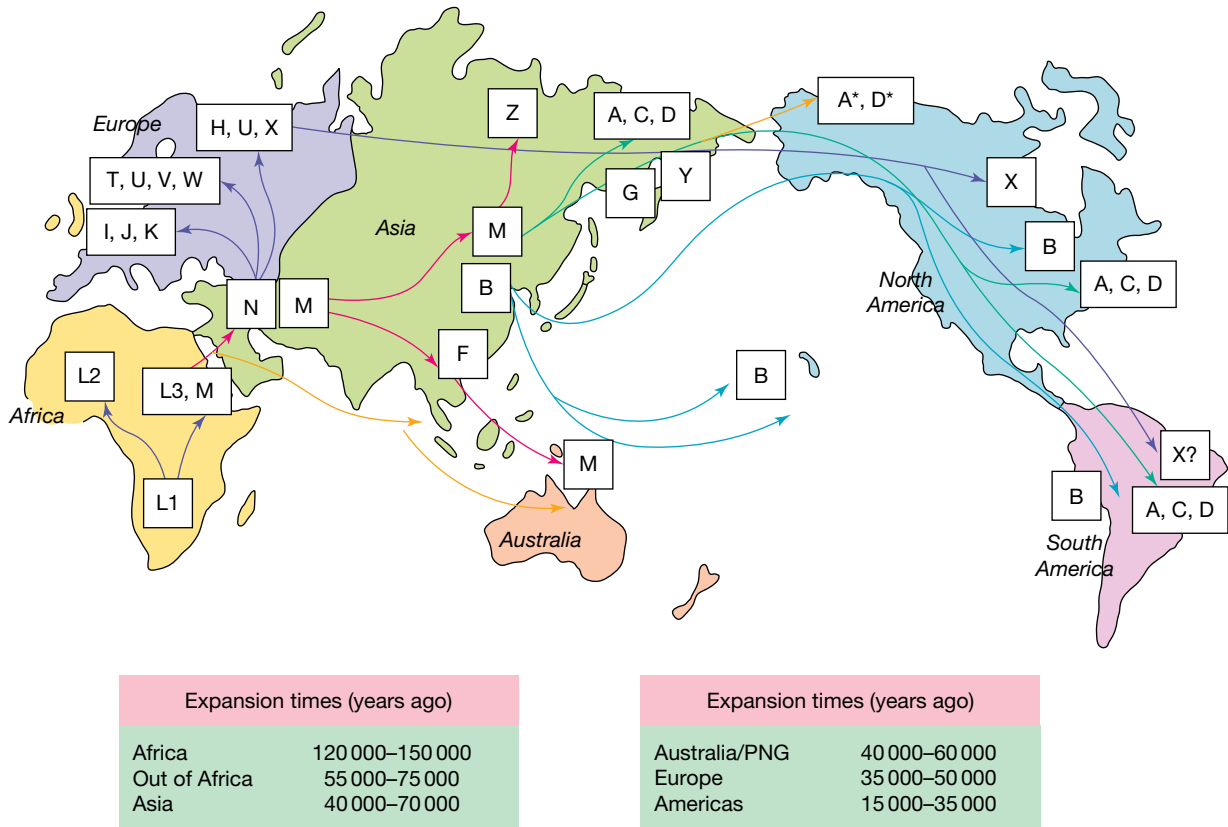 Europe
H, U, X
T, U, V, W
I, J, K
N
M
Asia
Z
A, C, D
M
G
Y
B
F
A*, D*
X
B
North
America
A, C, D
Africa
L2
L3, M
L1
B
M
Australia
X?
B
A, C, D
South
America
Expansion times (years ago)
Africa 120 000–150 000
Out of Africa 55 000–75 000
Asia 40 000–70 000
Expansion times (years ago)
Australia/PNG 40 000–60 000
Europe 35 000–50 000
Americas 15 000–35 000